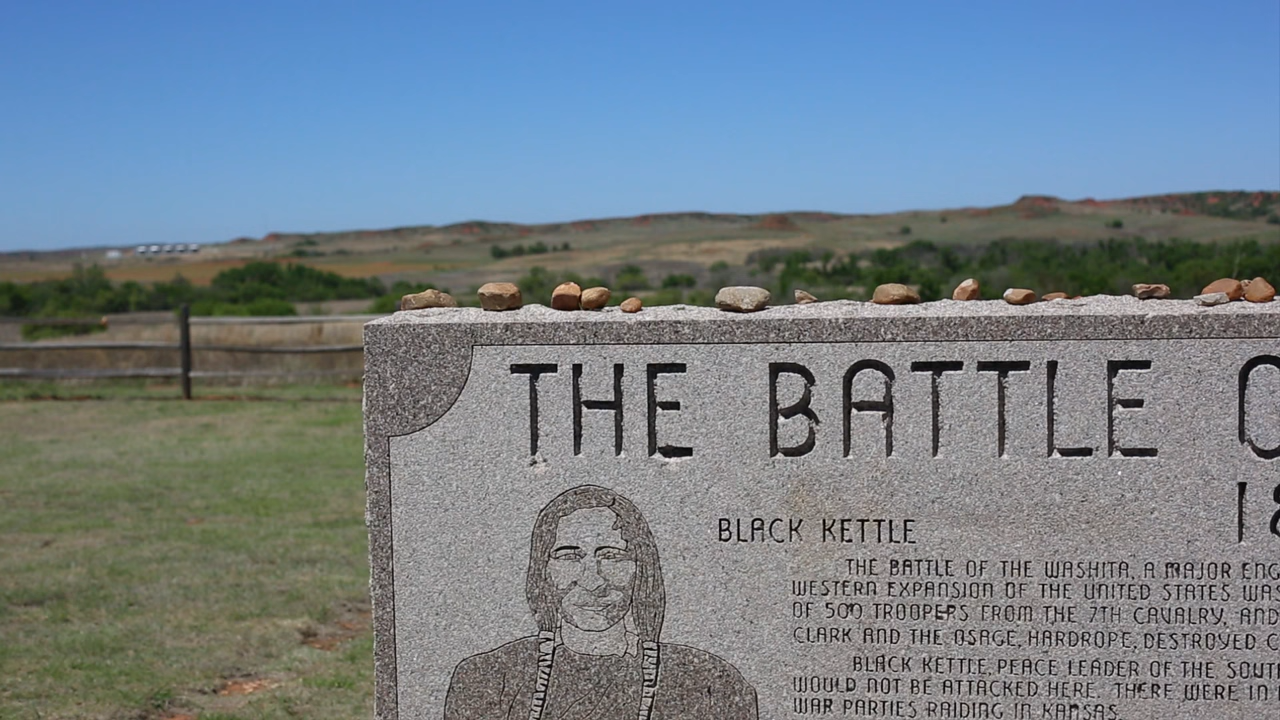 THE BATTLE
18
BLACK KETTLE
THE BATTLE OF THE WASHITA, A MAJOR
WESTERN EXPANSION OF THE UNITED STATES WAS
OF 500 TROOPERS FROM THE 7TH CAVALRY, AND
CLARK AND THE OSAGE, HARDROPE, DESTROYED
BLACK KETTLE, PEACE LEADER OF THE
WOULD NOT BE ATTACKED HERE. THERE WERE IN
WAR PARTIES RAIDING IN KANSAS